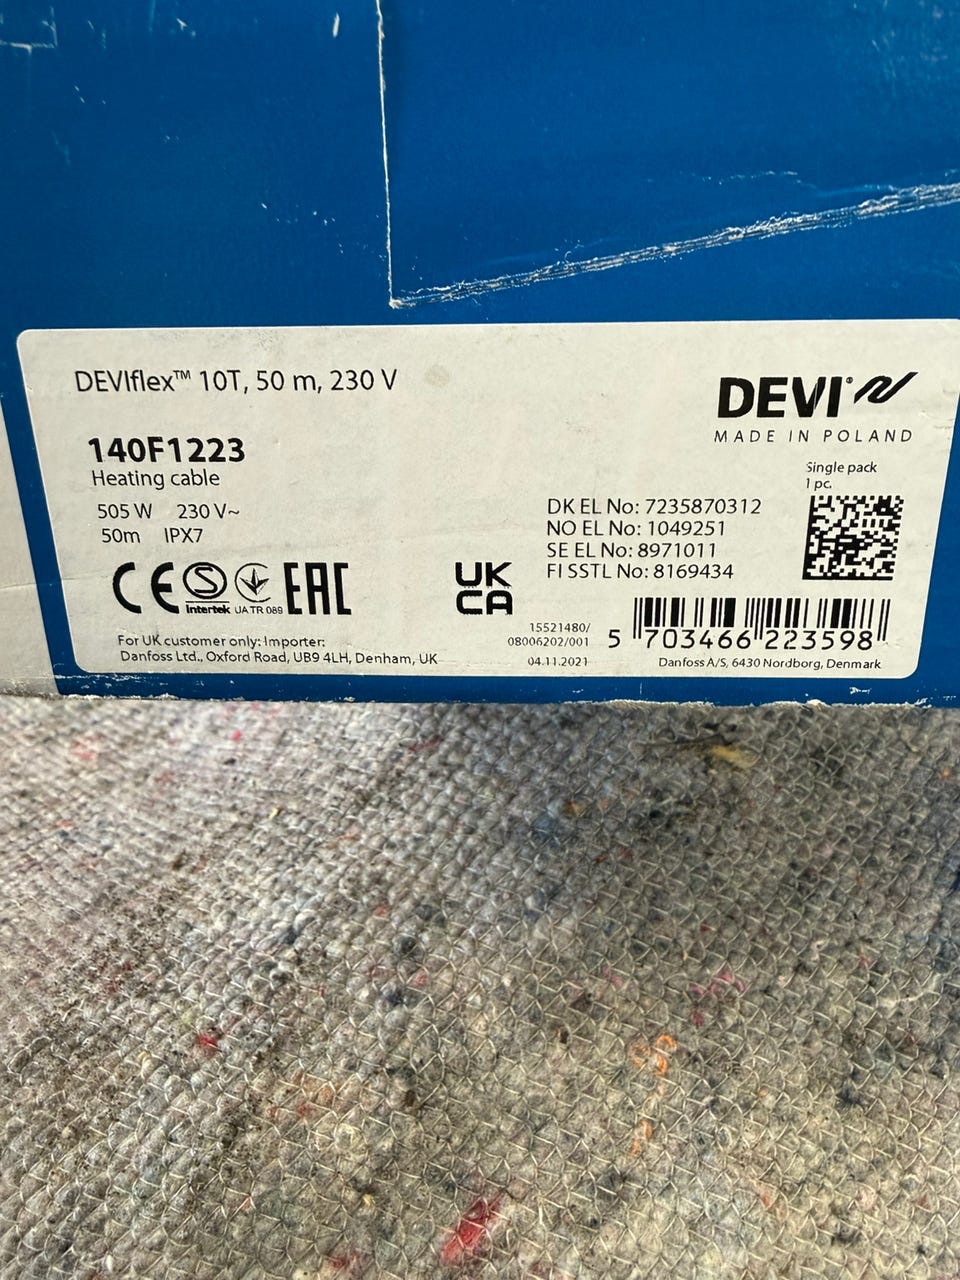 DEVIflex™ 10T, 50 m, 230 V
DEVI®
MADE IN POLAND
140F1223
Heating cable
Single pack
1 pc.
505 W 230 V~
50m IPX7
DK EL No: 7235870312
NO EL No: 1049251
SE EL No: 8971011
FI SSTL No: 8169434
CE
S
Intertek
UA TR 089
EAC
UK
CA
For UK customer only: Importer:
Danfoss Ltd., Oxford Road, UB9 4LH, Denham, UK
15521480/
08006202/001
04.11.2021
5 703466 223598
Danfoss A/S, 6430 Nordborg, Denmark